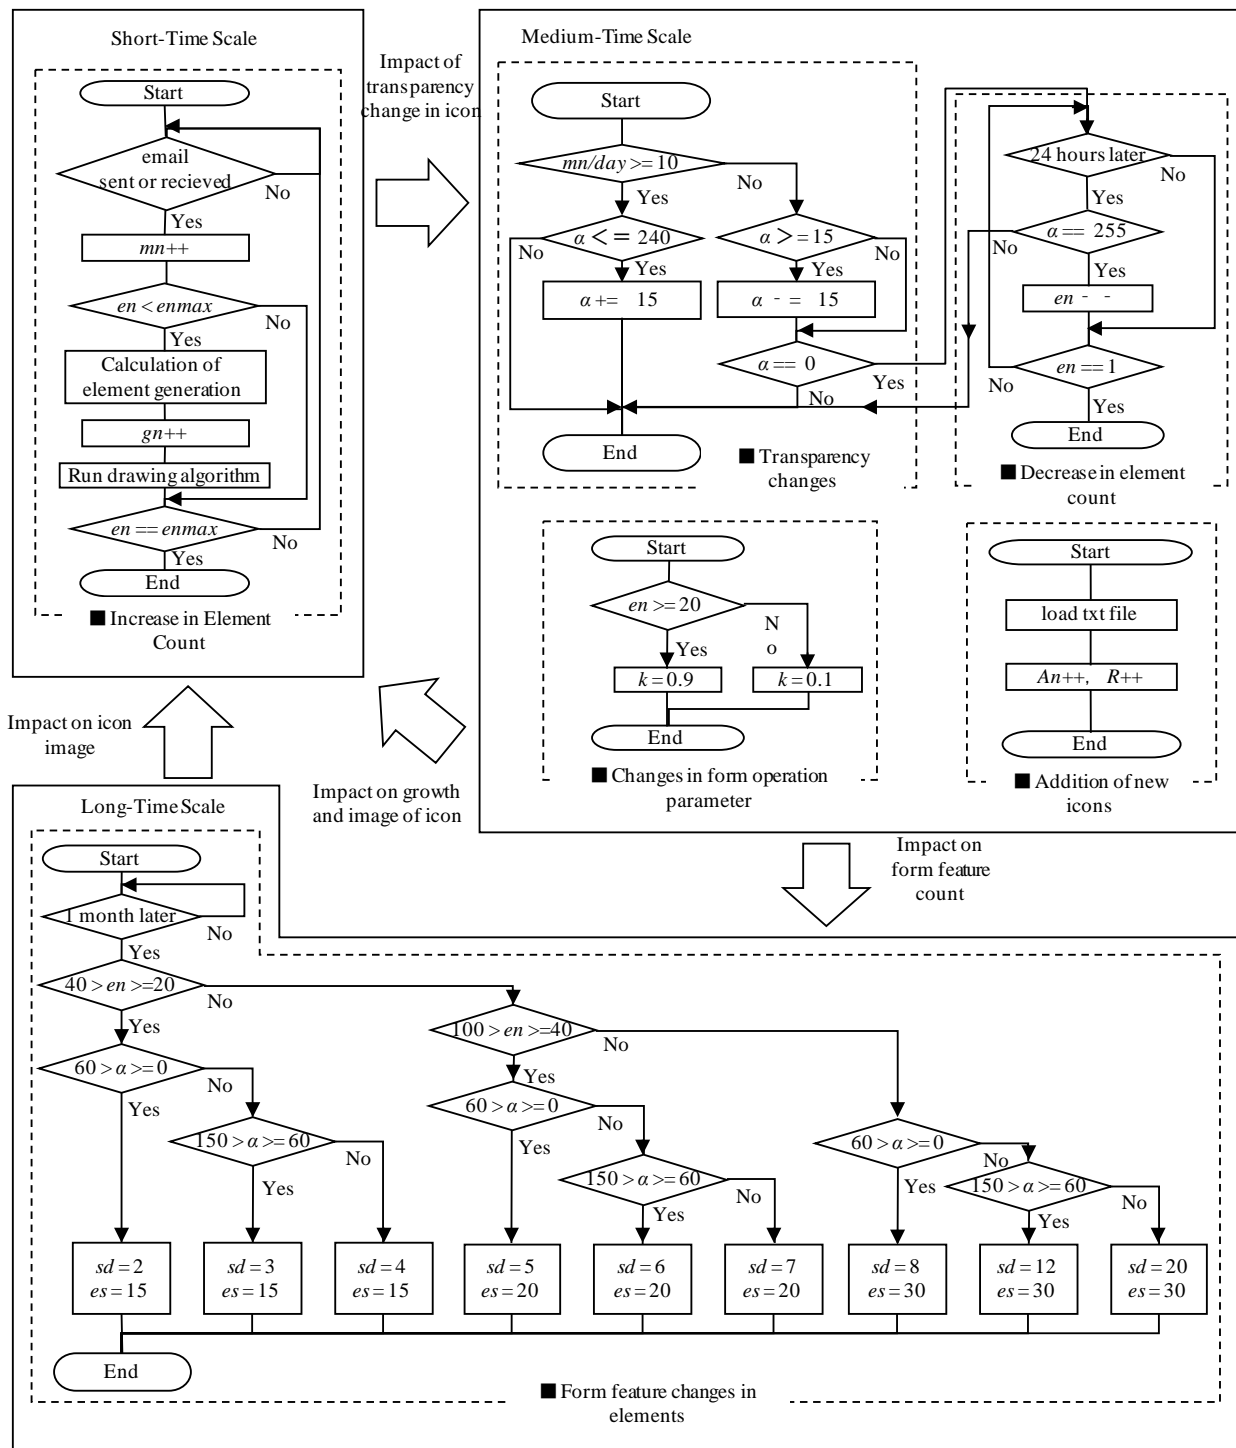 Short-Time Scale
Start
email
sent or recieved
No
Yes
mn++
en < enmax
No
Yes
Calculation of
element generation
gn++
Run drawing algorithm
en == enmax
No
Yes
End
■ Increase in Element
Count
Impact of
transparency
change in icon
Medium-Time Scale
Start
mn/day >= 10
No
Yes
α <= 240
No
Yes
α += 15
α >= 15
No
Yes
α -= 15
α == 0
Yes
No
End
■ Transparency
changes
24 hours later
No
Yes
α == 255
No
Yes
en - -
en == 1
No
Yes
End
■ Decrease in element
count
Start
en >= 20
N
o
Yes
k = 0.9
k = 0.1
End
■ Changes in form operation
parameter
Start
load txt file
An++, R++
End
■ Addition of new
icons
Impact on icon
image
Impact on growth
and image of icon
Impact on
form feature
count
Long-Time Scale
Start
1 month later
No
Yes
40 > en >= 20
No
Yes
100 > en >= 40
No
Yes
60 > α >= 0
No
Yes
150 > α >= 60
No
Yes
60 > α >= 0
No
Yes
150 > α >= 60
No
Yes
60 > α >= 0
No
Yes
150 > α >= 60
No
Yes
sd = 2
es = 15
sd = 3
es = 15
sd = 4
es = 15
sd = 5
es = 20
sd = 6
es = 20
sd = 7
es = 20
sd = 8
es = 30
sd = 12
es = 30
sd = 20
es = 30
End
■ Form feature changes in
elements